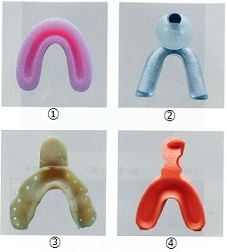 ① ②
③ ④